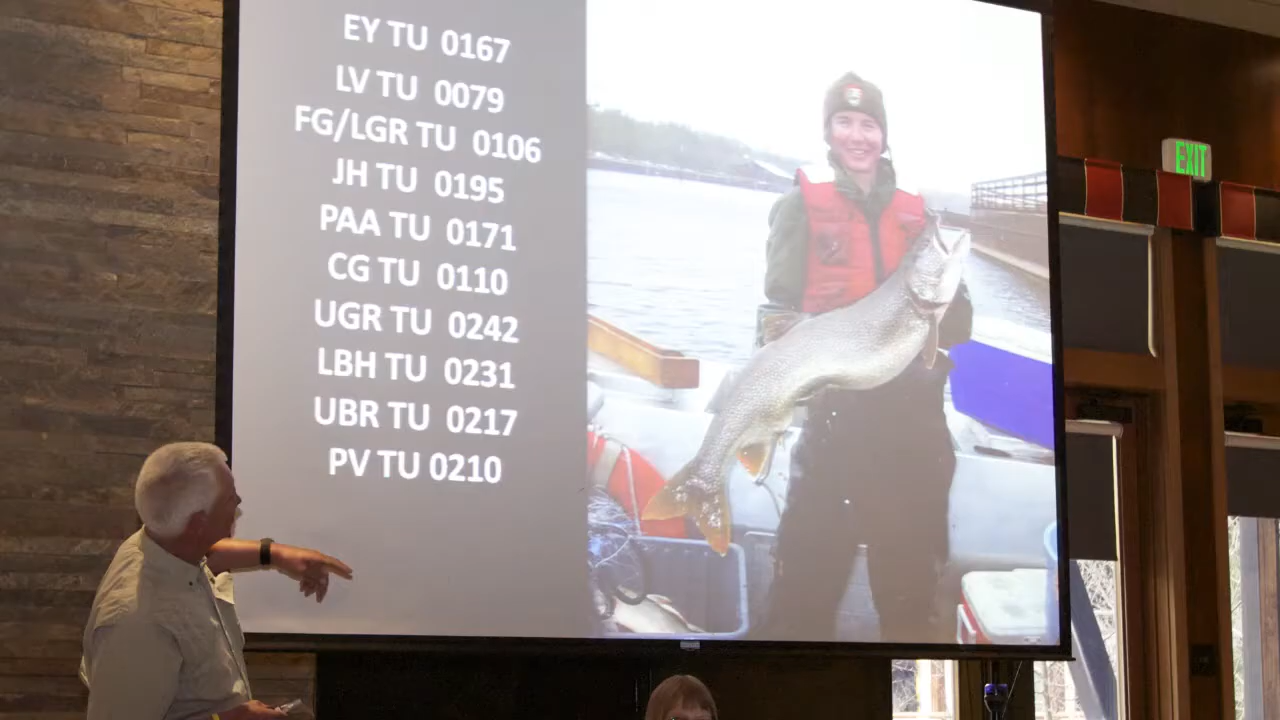 EY TU 0167
LV TU 0079
FG/LGR TU 0106
JH TU 0195
PAA TU 0171
CG TU 0110
UGR TU 0242
LBH TU 0231
UBR TU 0217
PV TU 0210
EXIT